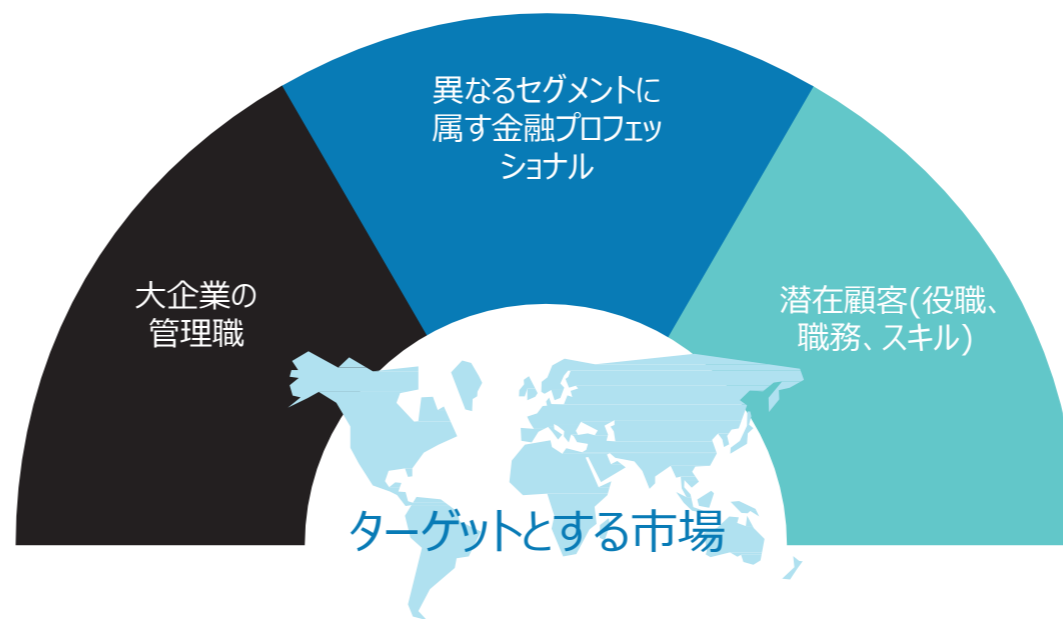 異なるセグメントに
属す金融プロフェッ
ショナル
大企業の
管理職
潜在顧客(役職、
職務、スキル)
ターゲットとする市場